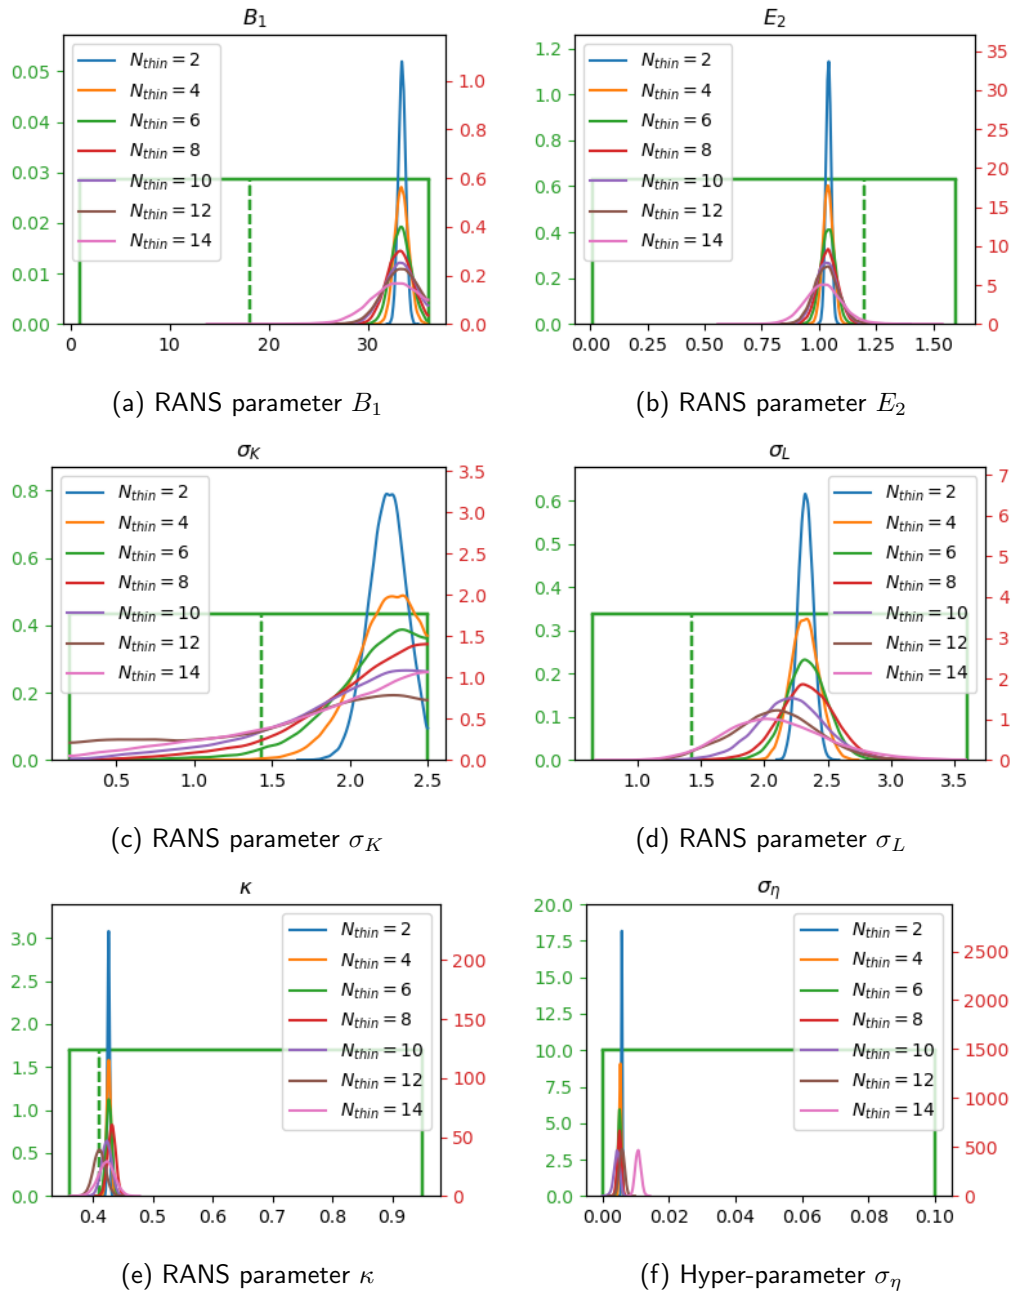 B₁
E₂
0.05
0.04
0.03
0.02
0.01
0.00
N_thin = 2
N_thin = 4
N_thin = 6
N_thin = 8
N_thin = 10
N_thin = 12
N_thin = 14
1.0
0.8
0.6
0.4
0.2
0.0
0
10
20
30
1.2
1.0
0.8
0.6
0.4
0.2
0.0
N_thin = 2
N_thin = 4
N_thin = 6
N_thin = 8
N_thin = 10
N_thin = 12
N_thin = 14
35
30
25
20
15
10
5
0
0.00
0.25
0.50
0.75
1.00
1.25
1.50
(a) RANS parameter B₁
(b) RANS parameter E₂
σ_K
σ_L
0.8
0.6
0.4
0.2
0.0
N_thin = 2
N_thin = 4
N_thin = 6
N_thin = 8
N_thin = 10
N_thin = 12
N_thin = 14
3.5
3.0
2.5
2.0
1.5
1.0
0.5
0.0
0.5
1.0
1.5
2.0
2.5
0.6
0.5
0.4
0.3
0.2
0.1
0.0
N_thin = 2
N_thin = 4
N_thin = 6
N_thin = 8
N_thin = 10
N_thin = 12
N_thin = 14
7
6
5
4
3
2
1
0
1.0
1.5
2.0
2.5
3.0
3.5
(c) RANS parameter σ_K
(d) RANS parameter σ_L
κ
σ_η
3.0
2.5
2.0
1.5
1.0
0.5
0.0
N_thin = 2
N_thin = 4
N_thin = 6
N_thin = 8
N_thin = 10
N_thin = 12
N_thin = 14
200
150
100
50
0
0.4
0.5
0.6
0.7
0.8
0.9
20.0
17.5
15.0
12.5
10.0
7.5
5.0
2.5
0.0
N_thin = 2
N_thin = 4
N_thin = 6
N_thin = 8
N_thin = 10
N_thin = 12
N_thin = 14
2500
2000
1500
1000
500
0
0.00
0.02
0.04
0.06
0.08
0.10
(e) RANS parameter κ
(f) Hyper-parameter σ_η